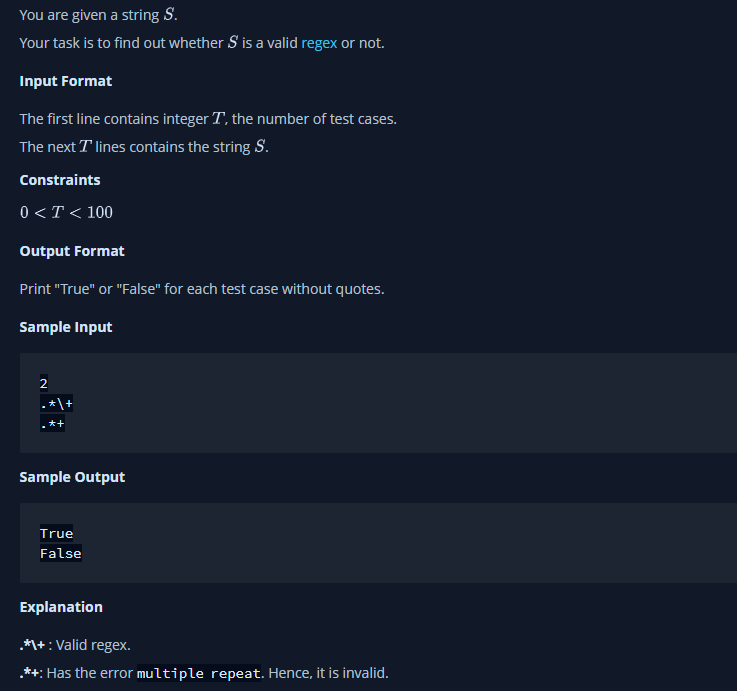 You are given a string S.
Your task is to find out whether S is a valid regex or not.
Input Format
The first line contains integer T, the number of test cases.
The next T lines contains the string S.
Constraints
0 < T < 100
Output Format
Print "True" or "False" for each test case without quotes.
Sample Input
2
.*\+
.*+
Sample Output
True
False
Explanation
.*\+ : Valid regex.
.*+: Has the error multiple repeat. Hence, it is invalid.